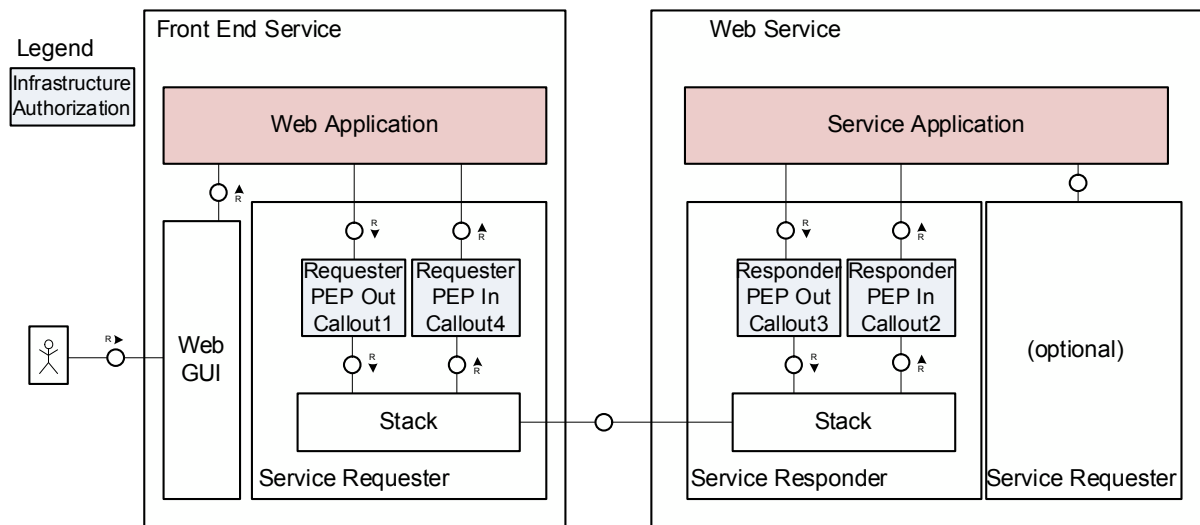 Front End Service
Web Service
Legend
Infrastructure
Authorization
Web Application
Service Application
R
R
R
R
R
Requester
PEP Out
Callout1
Requester
PEP In
Callout4
Responder
PEP Out
Callout3
Responder
PEP In
Callout2
R
Web
GUI
(optional)
R
R
R
R
Stack
Stack
Service Requester
Service Responder
Service Requester